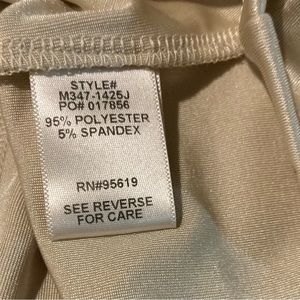 STYLE#
M347-1425J
PO# 017856
95% POLYESTER
5% SPANDEX
RN#95619
SEE REVERSE
FOR CARE